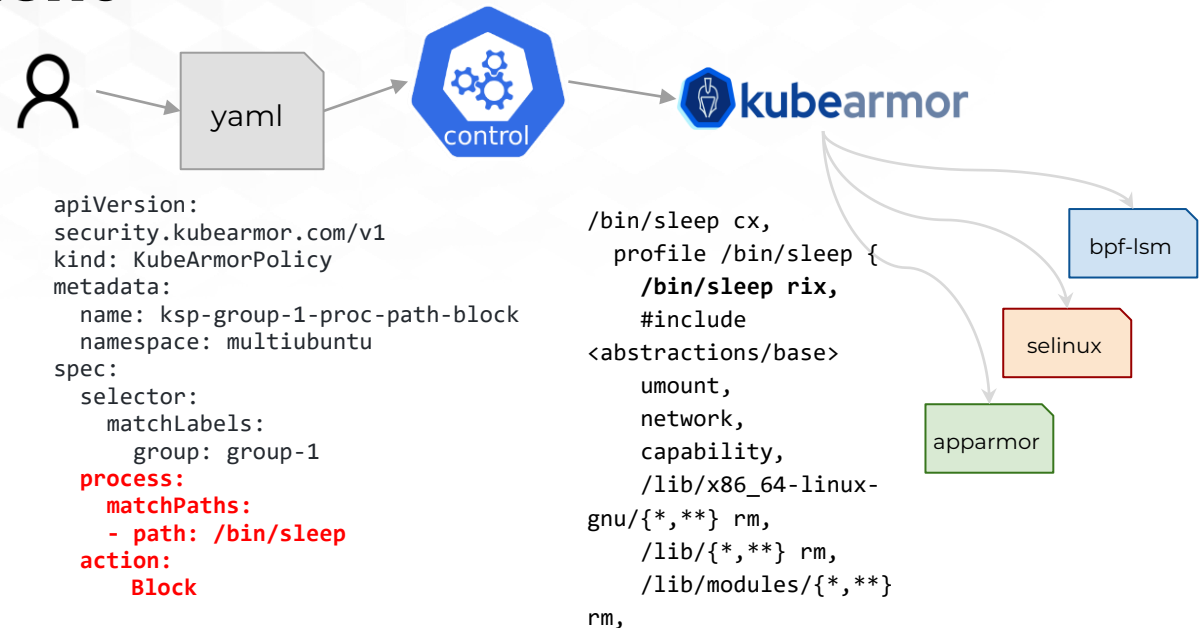 yaml
control
kubearmor
apiVersion:
security.kubearmor.com/v1
kind: KubeArmorPolicy
metadata:
  name: ksp-group-1-proc-path-block
  namespace: multiubuntu
spec:
  selector:
    matchLabels:
      group: group-1
  process:
    matchPaths:
    - path: /bin/sleep
  action:
      Block
/bin/sleep cx,
  profile /bin/sleep {
    /bin/sleep rix,
    #include
<abstractions/base>
    umount,
    network,
    capability,
    /lib/x86_64-linux-
gnu/{*,**} rm,
    /lib/{*,**} rm,
    /lib/modules/{*,**}
rm,
bpf-lsm
selinux
apparmor